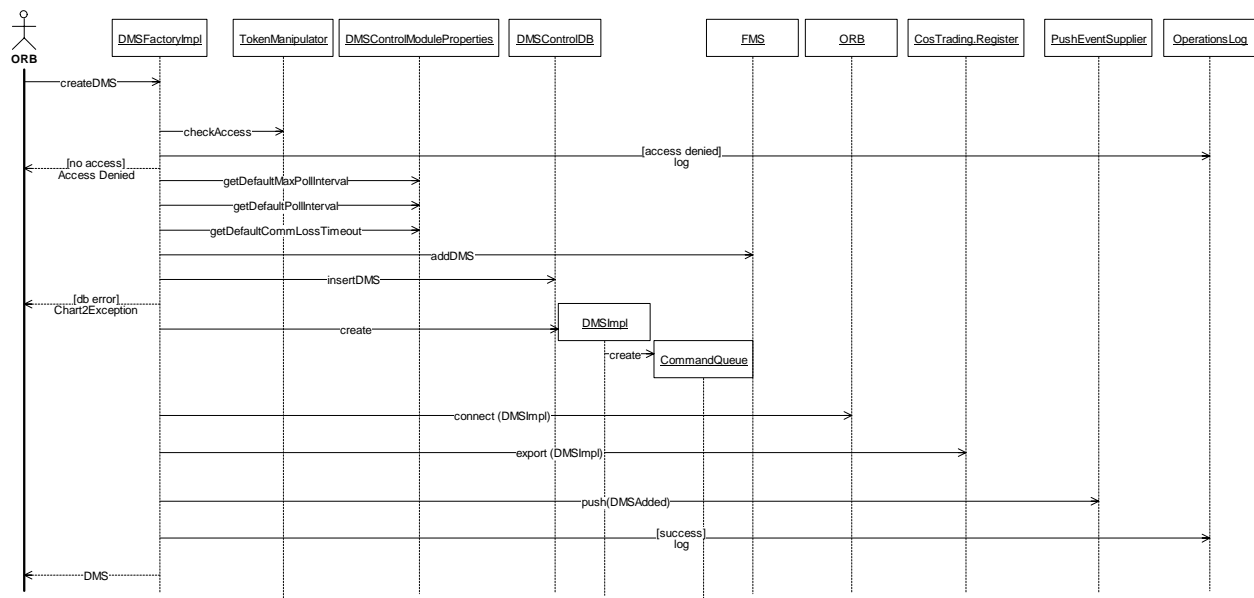 ORB
DMSFactoryImpl
TokenManipulator
DMSControlModuleProperties
DMSControlDB
FMS
ORB
CosTrading.Register
PushEventSupplier
OperationsLog
createDMS
checkAccess
[access denied]
log
[no access]
Access Denied
getDefaultMaxPollInterval
getDefaultPollInterval
getDefaultCommLossTimeout
addDMS
insertDMS
[db error]
Chart2Exception
DMSImpl
create
create
CommandQueue
connect (DMSImpl)
export (DMSImpl)
push(DMSAdded)
[success]
log
DMS